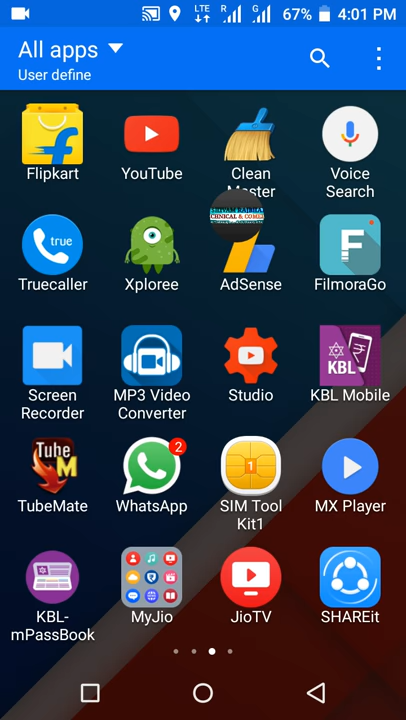 LTE
R
G
67%
4:01 PM
All apps
User define
Flipkart
YouTube
Clean
Master
Voice
Search
CHNICAL & COME
Truecaller
true
Xploree
AdSense
FilmoraGo
F
Screen
Recorder
MP3 Video
Converter
Studio
KBL
KBL Mobile
Tube
M
TubeMate
2
WhatsApp
1
SIM Tool
Kit1
MX Player
KBL-
mPassBook
MyJio
JioTV
SHAREit